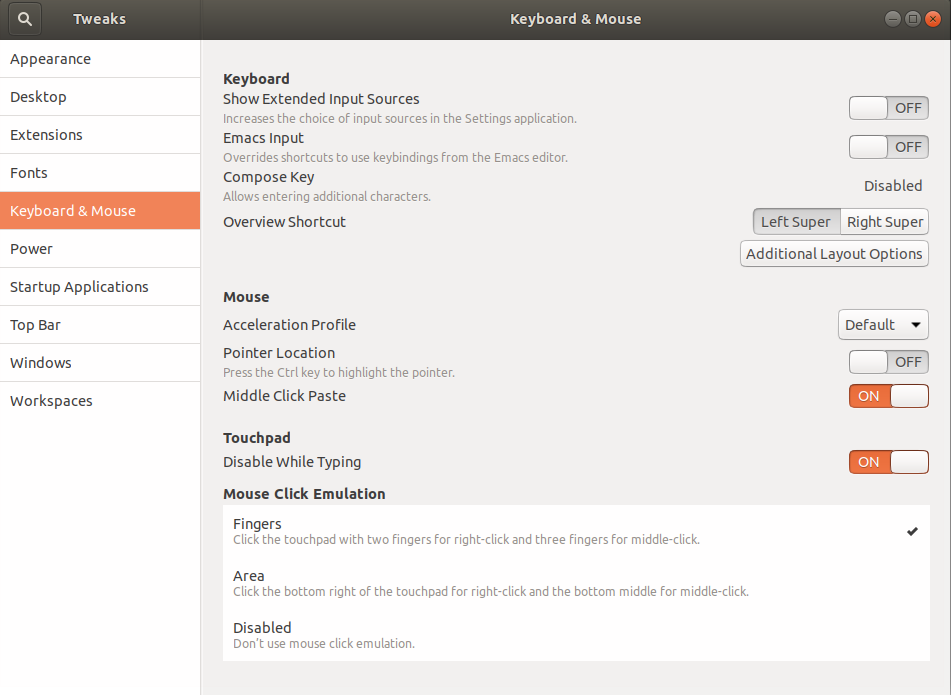 Tweaks
Keyboard & Mouse
Appearance
Desktop
Extensions
Fonts
Keyboard & Mouse
Power
Startup Applications
Top Bar
Windows
Workspaces
Keyboard
Show Extended Input Sources
Increases the choice of input sources in the Settings application.
OFF
Emacs Input
Overrides shortcuts to use keybindings from the Emacs editor.
OFF
Compose Key
Allows entering additional characters.
Disabled
Overview Shortcut
Left Super Right Super
Additional Layout Options
Mouse
Acceleration Profile Default
Pointer Location
Press the Ctrl key to highlight the pointer.
OFF
Middle Click Paste ON
Touchpad
Disable While Typing ON
Mouse Click Emulation
Fingers
Click the touchpad with two fingers for right-click and three fingers for middle-click.
Area
Click the bottom right of the touchpad for right-click and the bottom middle for middle-click.
Disabled
Don’t use mouse click emulation.